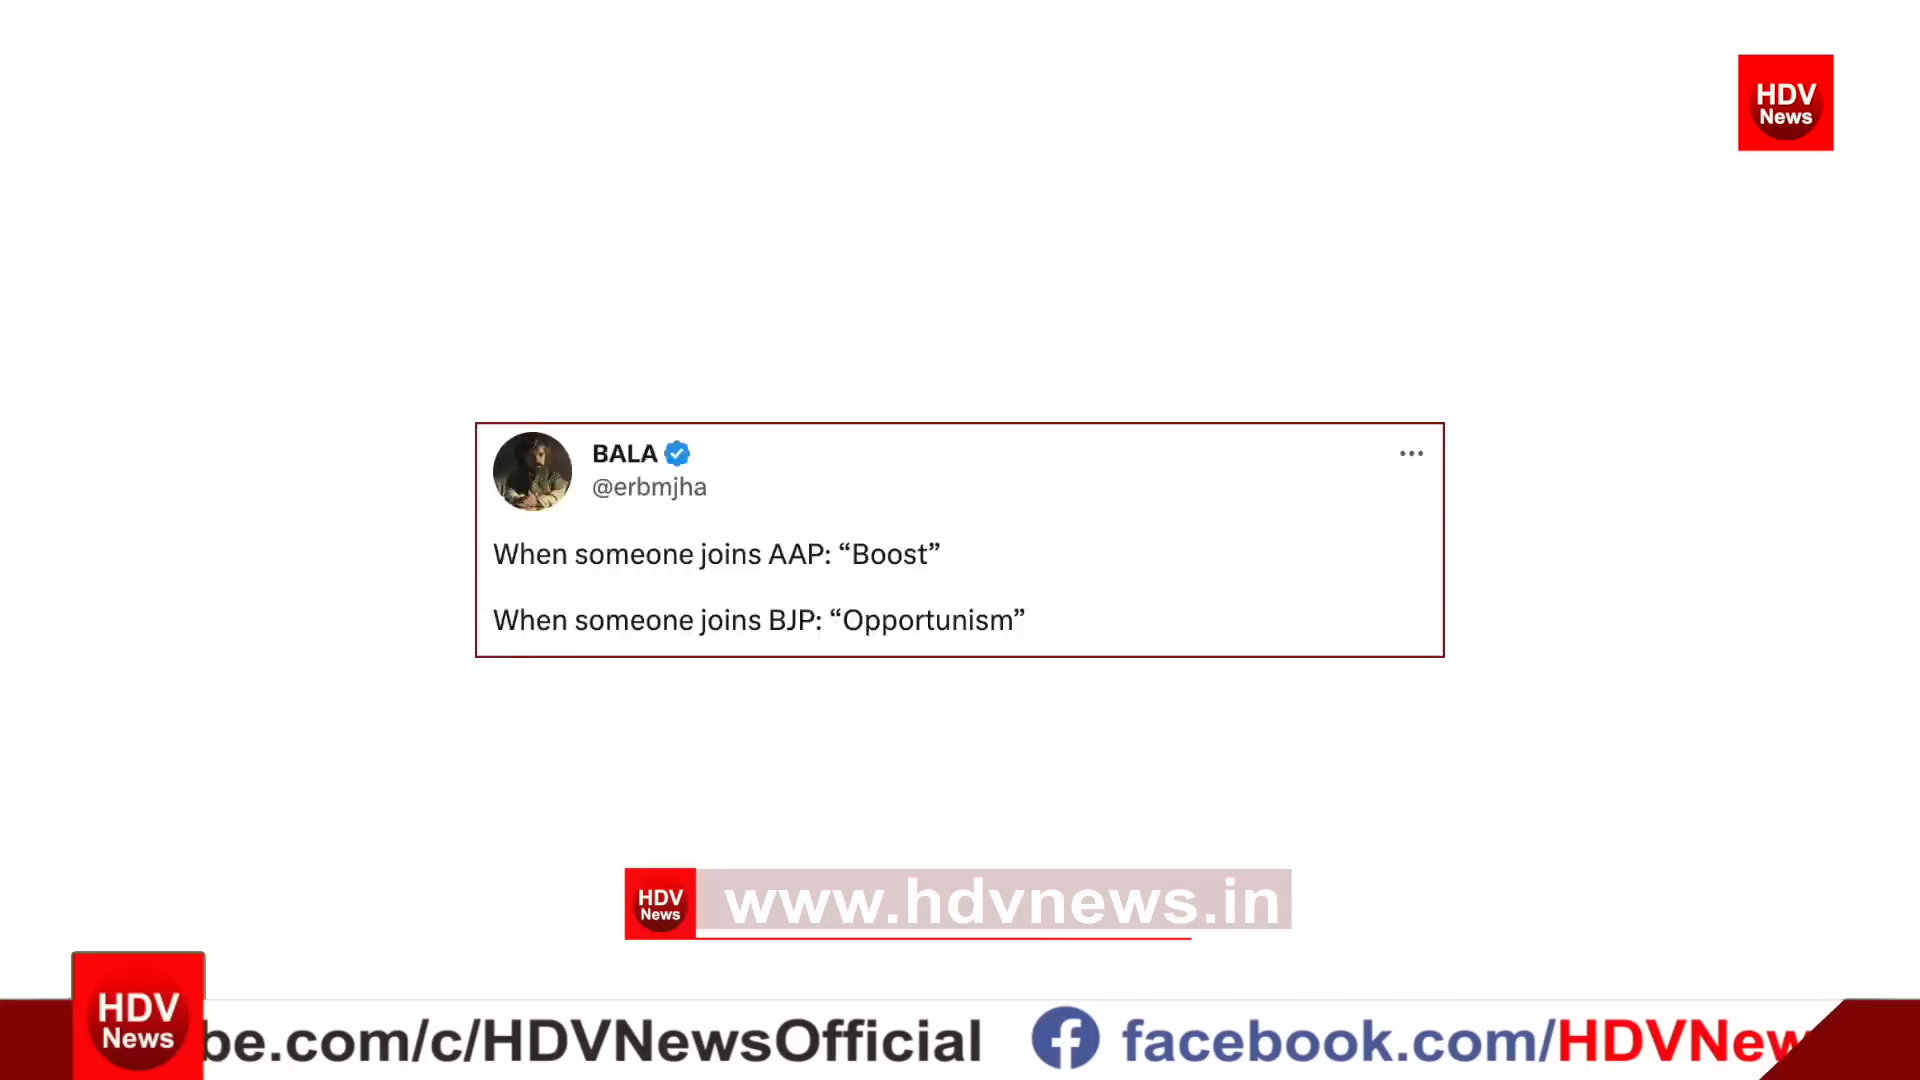 HDV
News
BALA
@erbmjha
When someone joins AAP: “Boost”
When someone joins BJP: “Opportunism”
HDV
News
www.hdvnews.in
HDV
News
be.com/c/HDVNewsOfficial
facebook.com/HDVNew